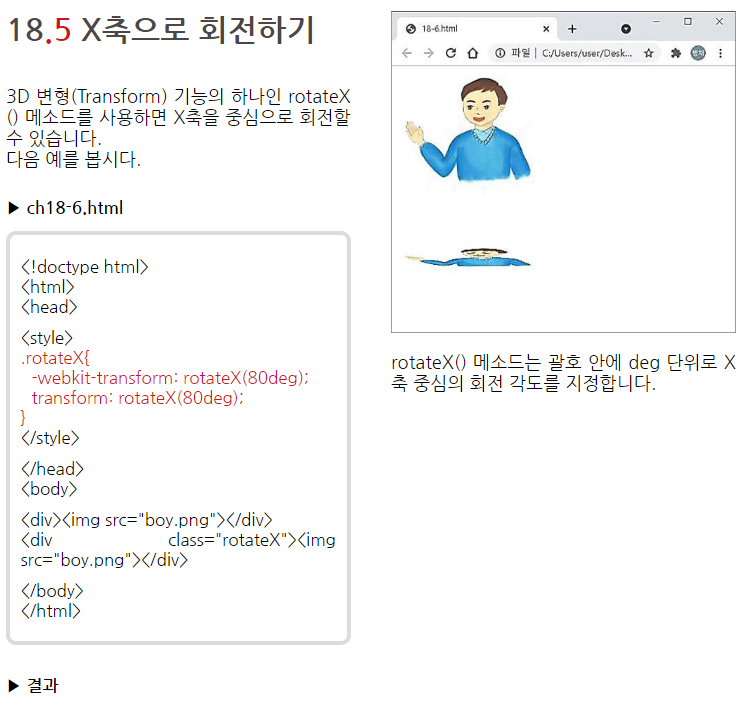 18.5 X축으로 회전하기
3D 변형(Transform) 기능의 하나인 rotateX
() 메소드를 사용하면 X축을 중심으로 회전할
수 있습니다.
다음 예를 봅시다.
▶ ch18-6.html
<!doctype html>
<html>
<head>
<style>
.rotateX{
-webkit-transform: rotateX(80deg);
transform: rotateX(80deg);
}
</style>
</head>
<body>
<div><img src="boy.png"></div>
<div class="rotateX"><img
src="boy.png"></div>
</body>
</html>
▶ 결과
18-6.html
파일 | C:/Users/user/Desk...
rotateX() 메소드는 괄호 안에 deg 단위로 X
축 중심의 회전 각도를 지정합니다.